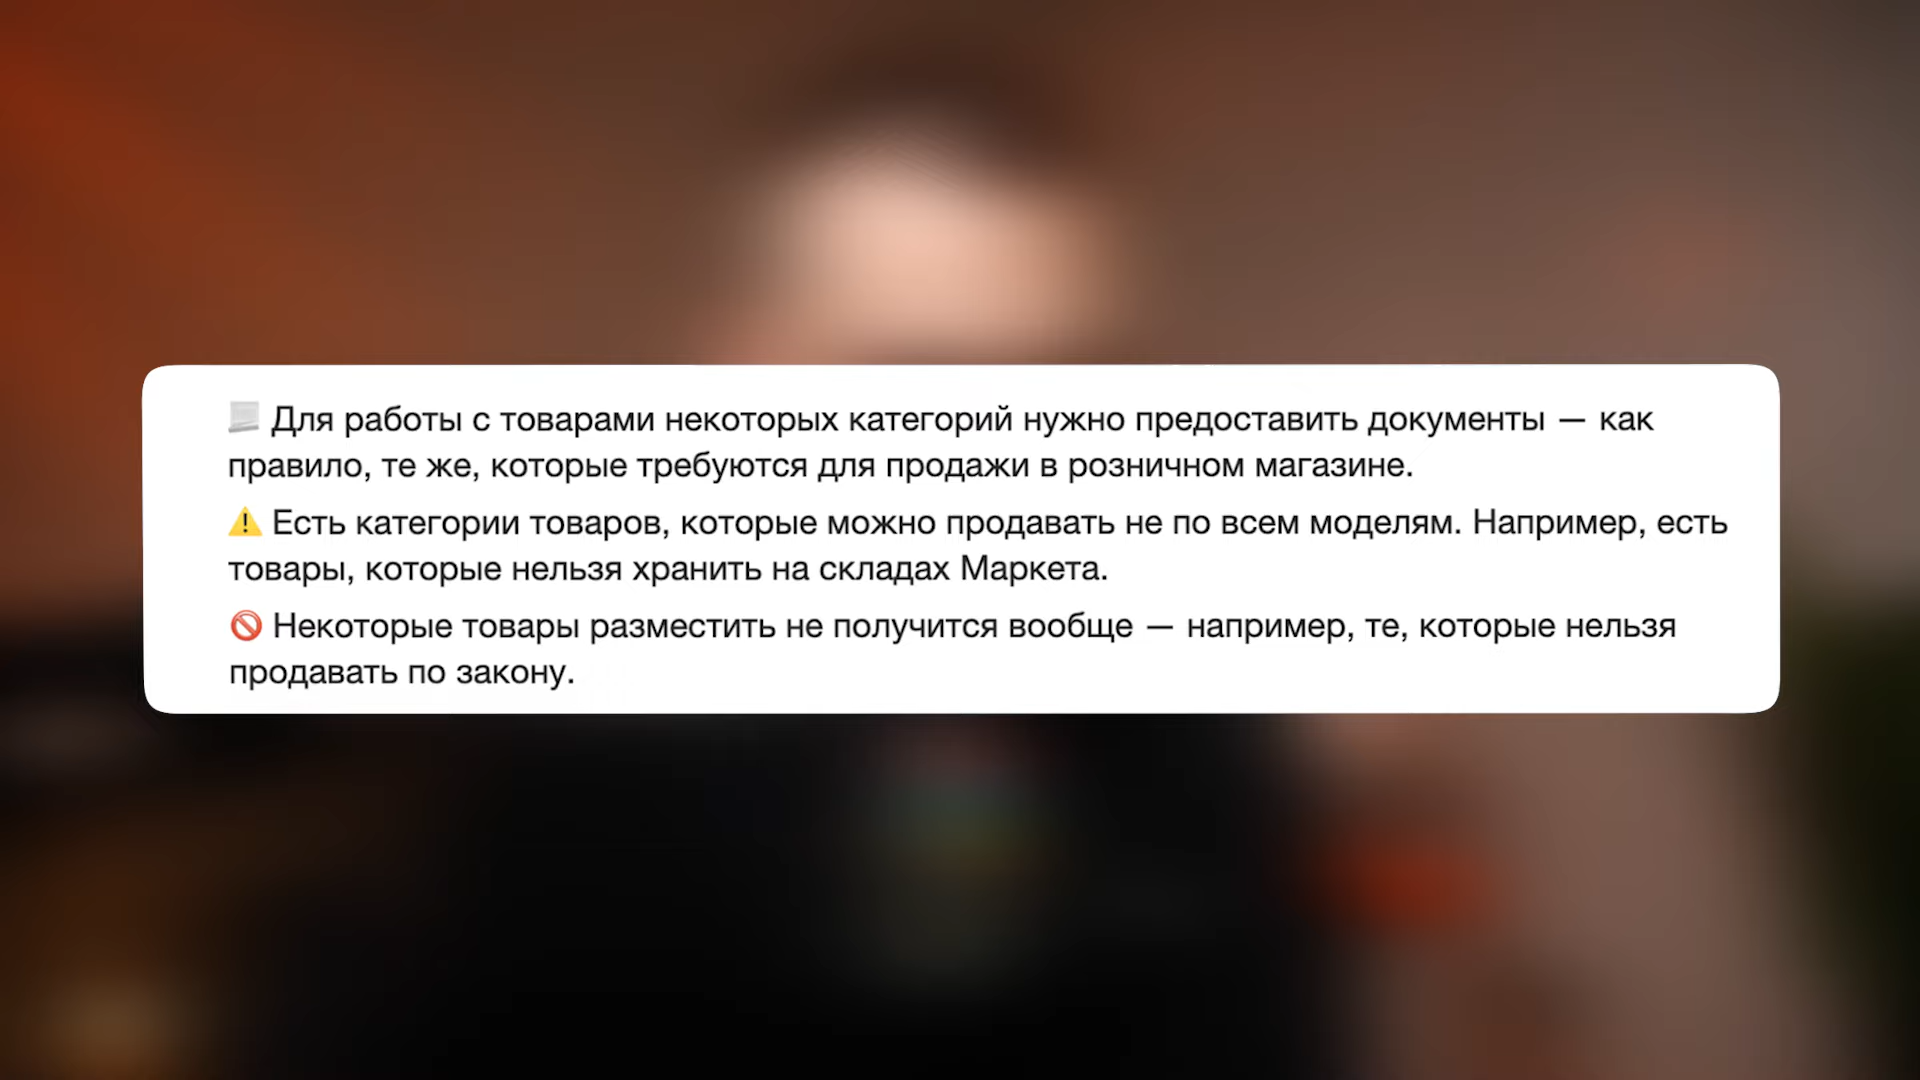 Для работы с товарами некоторых категорий нужно предоставить документы — как
правило, те же, которые требуются для продажи в розничном магазине.
⚠️ Есть категории товаров, которые можно продавать не по всем моделям. Например, есть
товары, которые нельзя хранить на складах Маркета.
🚫 Некоторые товары разместить не получится вообще — например, те, которые нельзя
продавать по закону.